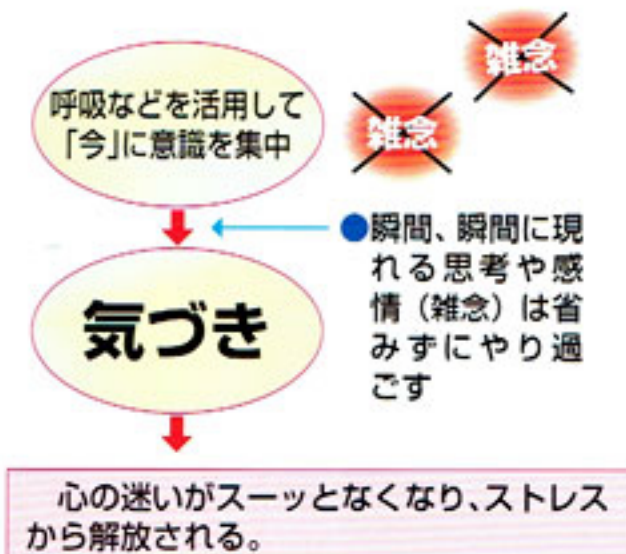 雑念
呼吸などを活用して
「今」に意識を集中
雑念
●瞬間、瞬間に現
れる思考や感
情（雑念）は省
みずにやり過
ごす
気づき
心の迷いがスーッとなくなり、ストレス
から解放される。